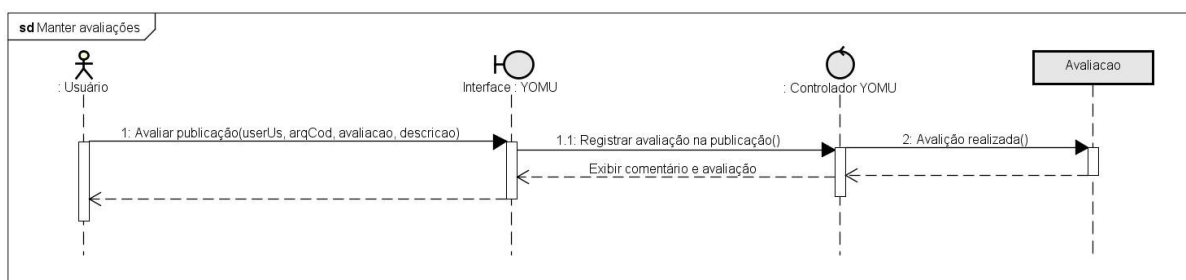 sd Manter avaliações
: Usuário
Interface : YOMU
: Controlador YOMU
Avaliacao
1: Avaliar publicação(userUs, arqCod, avaliacao, descricao)
1.1: Registrar avaliação na publicação()
2: Avalição realizada()
Exibir comentário e avaliação